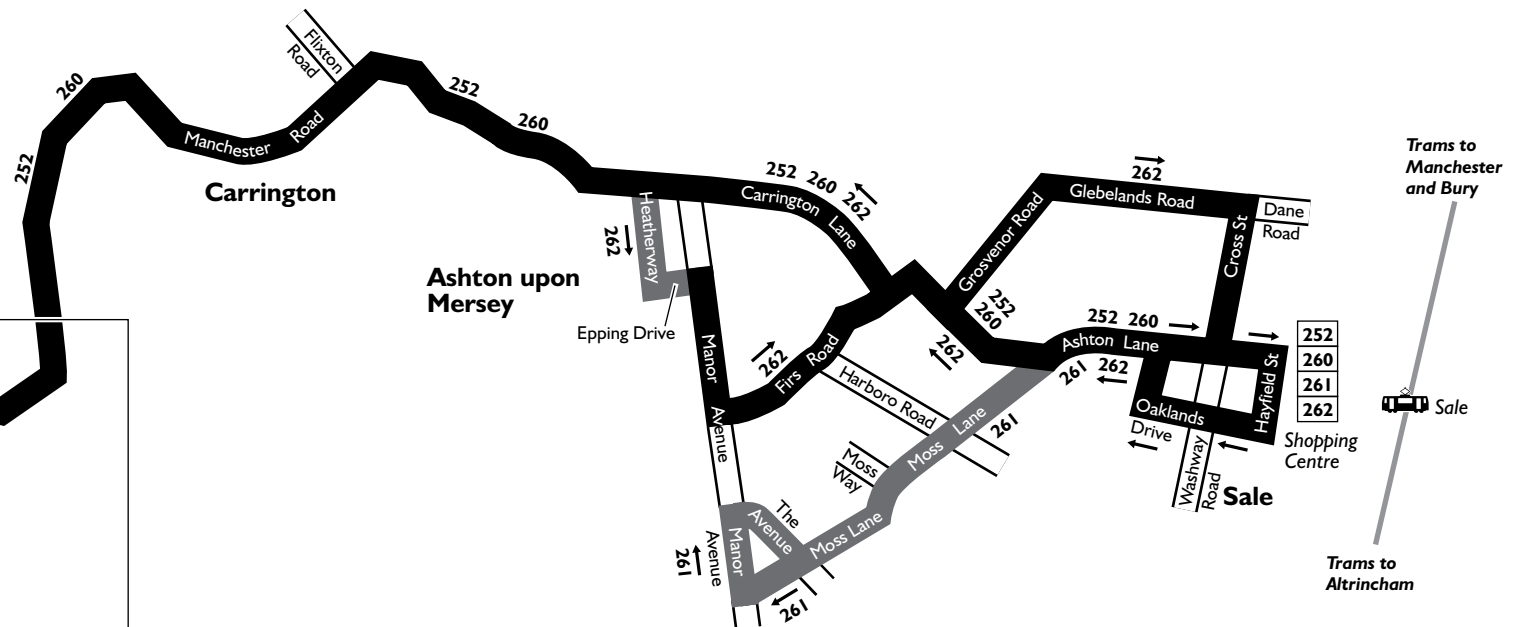 Flixton
Road
260
252
252
Manchester Road
260
Carrington
252 260 262
Carrington Lane
Heatherway
262
Ashton upon
Mersey
Epping Drive
Manor
Avenue
262
Firs Road
Harboro Road
262
Grosvenor Road
252
260
262
Glebelands Road
Dane
Road
Cross St
252 260
Ashton Lane
261
262
Hayfield St
252
260
261
262
Shopping
Centre
Oaklands
Drive
Washway
Road
Sale
Moss Lane
261
Moss
Way
The
Avenue
Moss Lane
Manor
Avenue
261
261
Trams to
Manchester
and Bury
Sale
Trams to
Altrincham